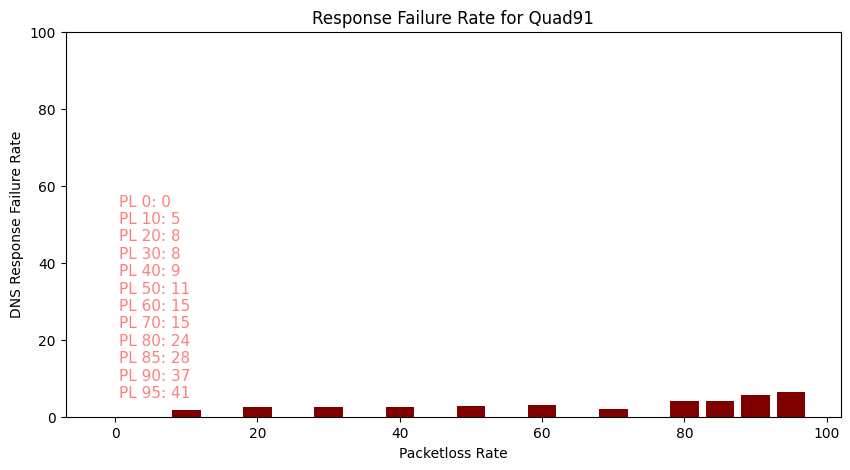 Response Failure Rate for Quad91
100
80
60
40
20
0
DNS Response Failure Rate
PL 0: 0
PL 10: 5
PL 20: 8
PL 30: 8
PL 40: 9
PL 50: 11
PL 60: 15
PL 70: 15
PL 80: 24
PL 85: 28
PL 90: 37
PL 95: 41
0 20 40 60 80 100
Packetloss Rate